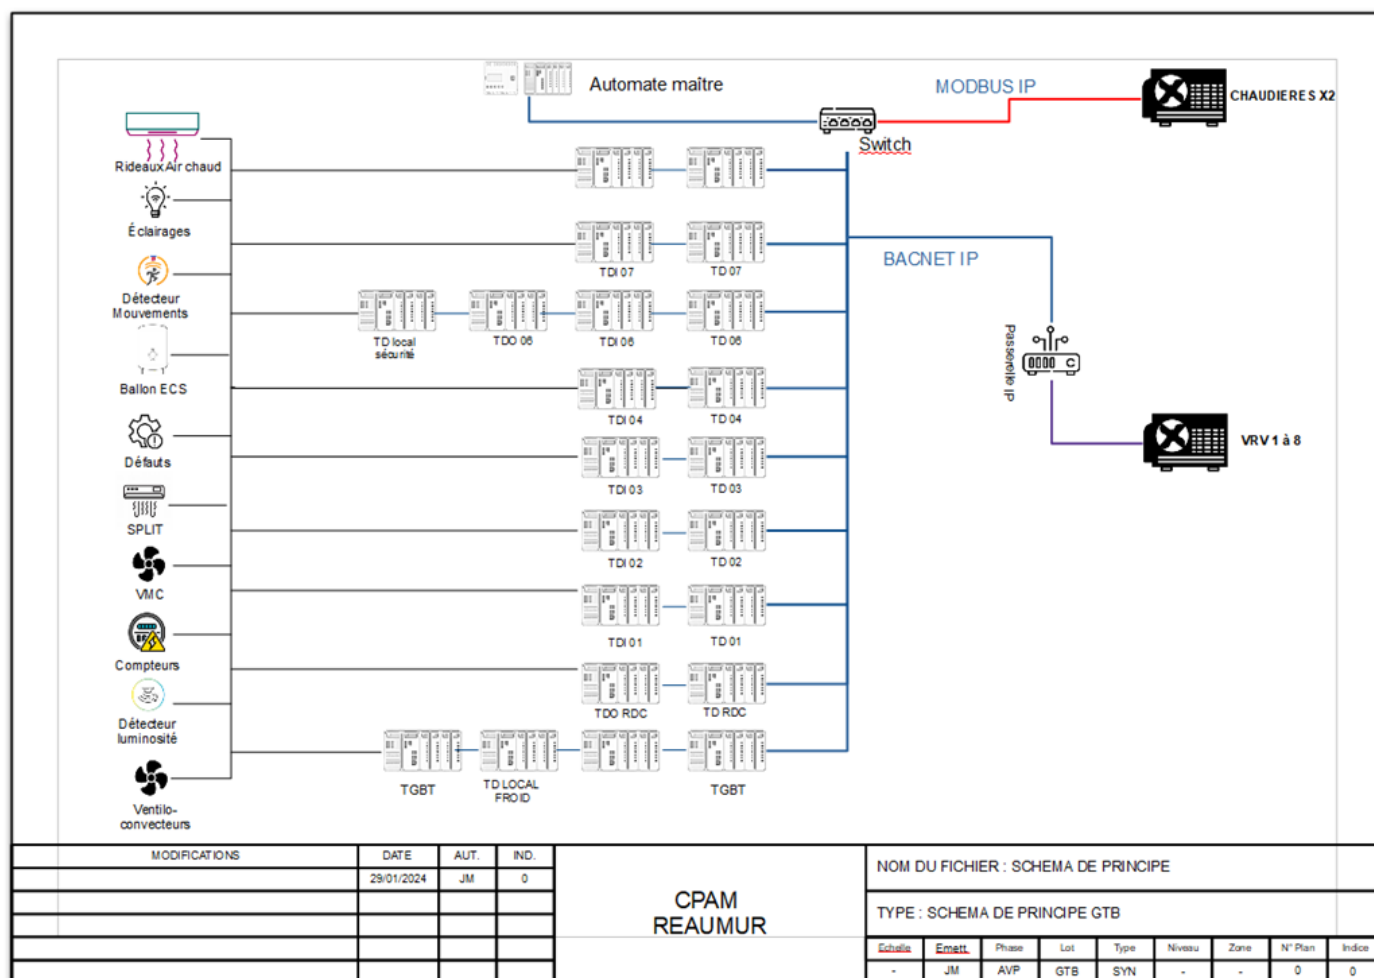 Automate maître
MODBUS IP
CHAUDIERES X2
Switch
Rideaux Air chaud
Éclairages
TDI 07
TD 07
BACNET IP
Détecteur
Mouvements
TD local
sécurité
TDO 06
TDI 06
TD 06
Passerelle IP
Ballon ECS
TDI 04
TD 04
VRV 1 à 8
Défauts
TDI 03
TD 03
SPLIT
TDI 02
TD 02
VMC
TDI 01
TD 01
Compteurs
TDO RDC
TD RDC
Détecteur
luminosité
TGBT
TD LOCAL
FROID
TGBT
Ventilo-
convecteurs
MODIFICATIONS DATE AUT. IND.
29/01/2024 JM 0
CPAM
REAUMUR
NOM DU FICHIER : SCHEMA DE PRINCIPE
TYPE : SCHEMA DE PRINCIPE GTB
Echelle Emett. Phase Lot Type Niveau Zone N° Plan Indice
- JM AVP GTB SYN - - 0 0